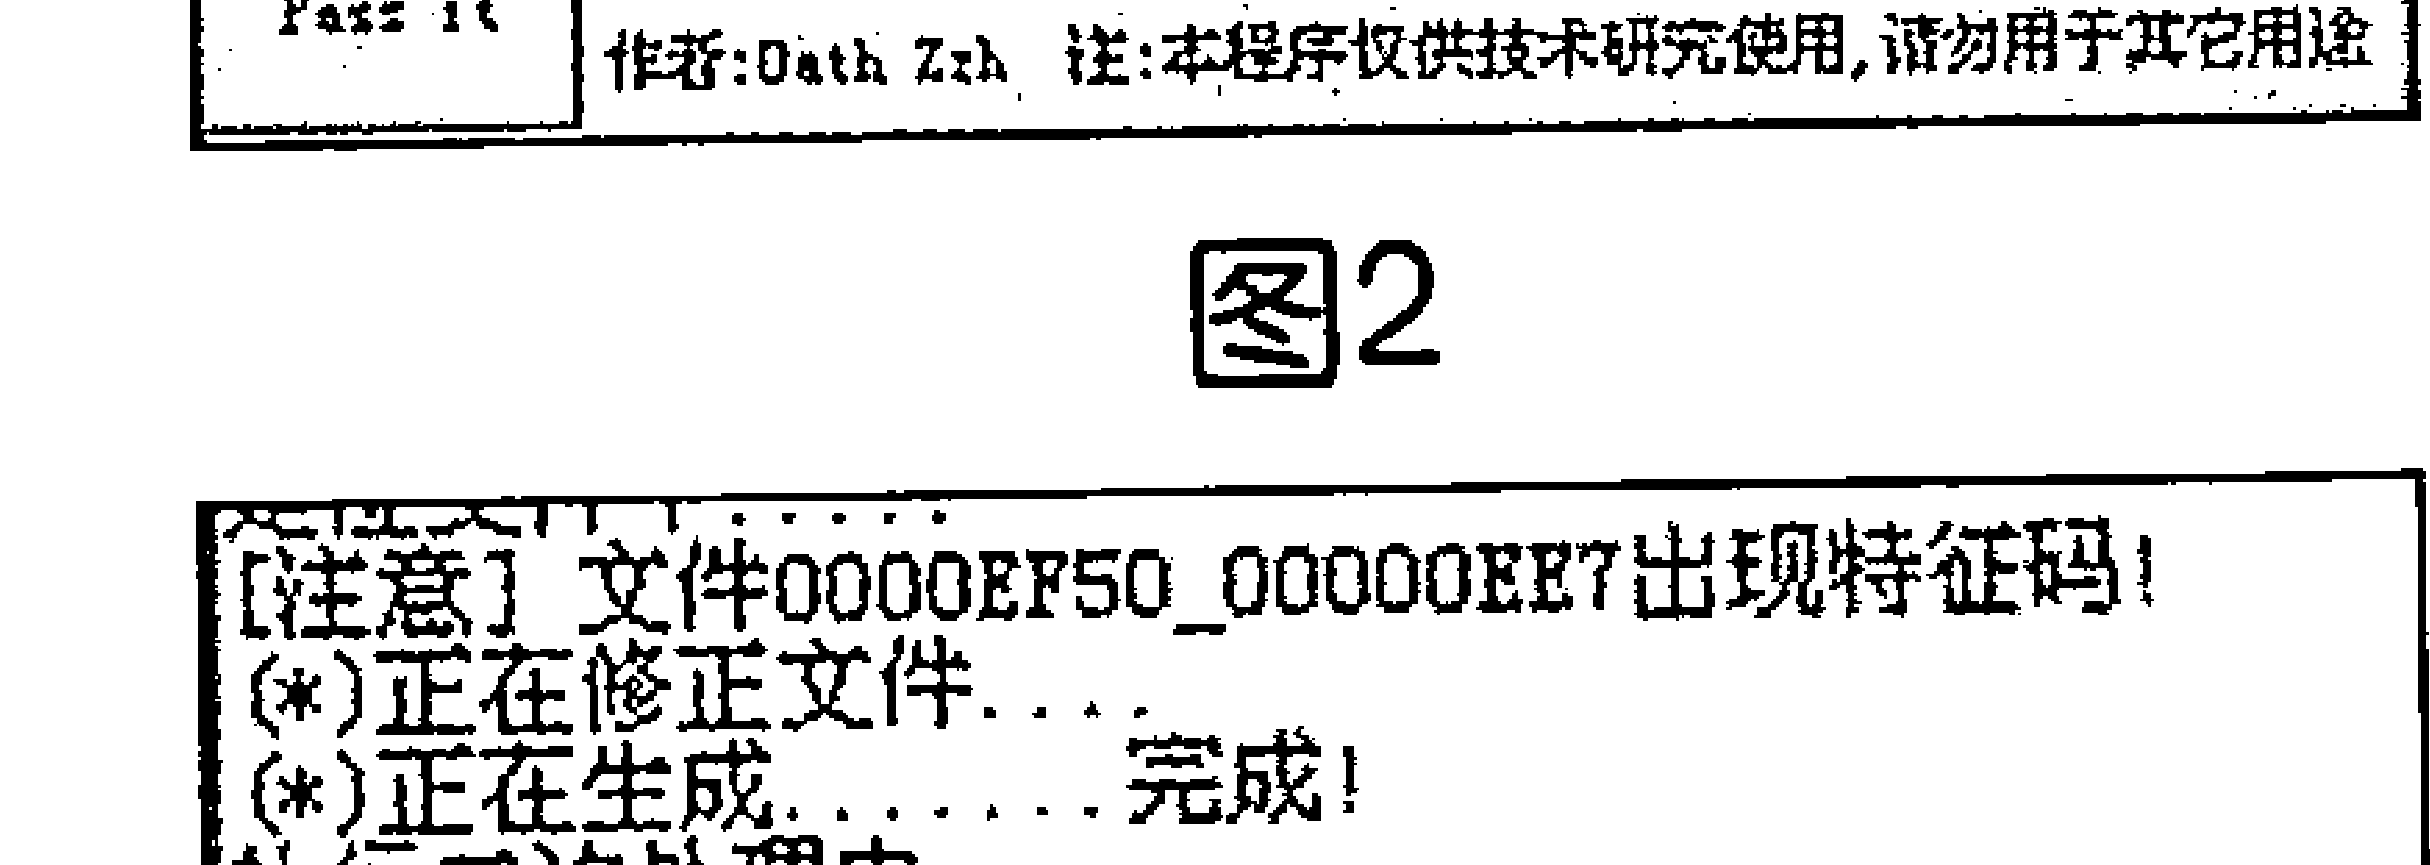 Pass It
作者:Oath Zzh 注:本程序仅供技术研究使用,请勿用于其它用途
图2
[注意] 文件0000EF50_00000EE7出现特征码!
(*)正在修正文件....
(*)正在生成.......完成!